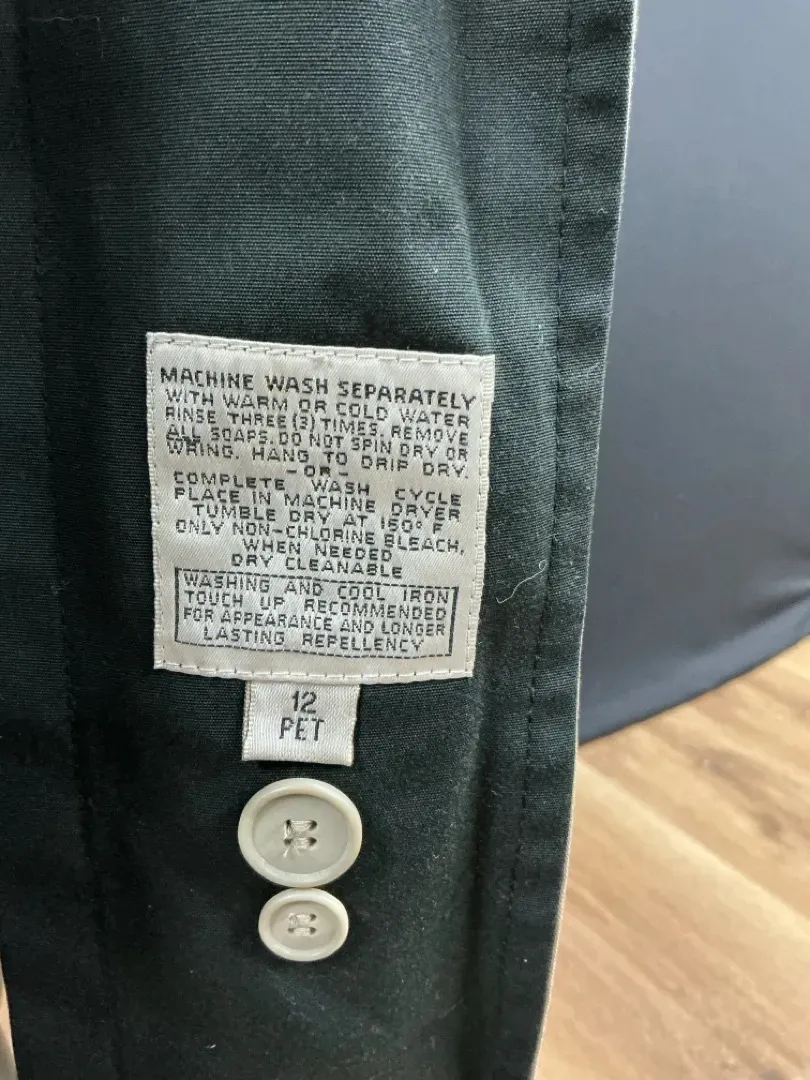 MACHINE WASH SEPARATELY
WITH WARM OR COLD WATER
RINSE THREE (3) TIMES. REMOVE
ALL SOAPS. DO NOT SPIN DRY OR
WRING. HANG TO DRIP DRY.
- OR -
COMPLETE WASH CYCLE
PLACE IN MACHINE DRYER
TUMBLE DRY AT 160° F
ONLY NON-CHLORINE BLEACH,
WHEN NEEDED
DRY CLEANABLE
WASHING AND COOL IRON
TOUCH UP RECOMMENDED
FOR APPEARANCE AND LONGER
LASTING REPELLENCY
12
PET